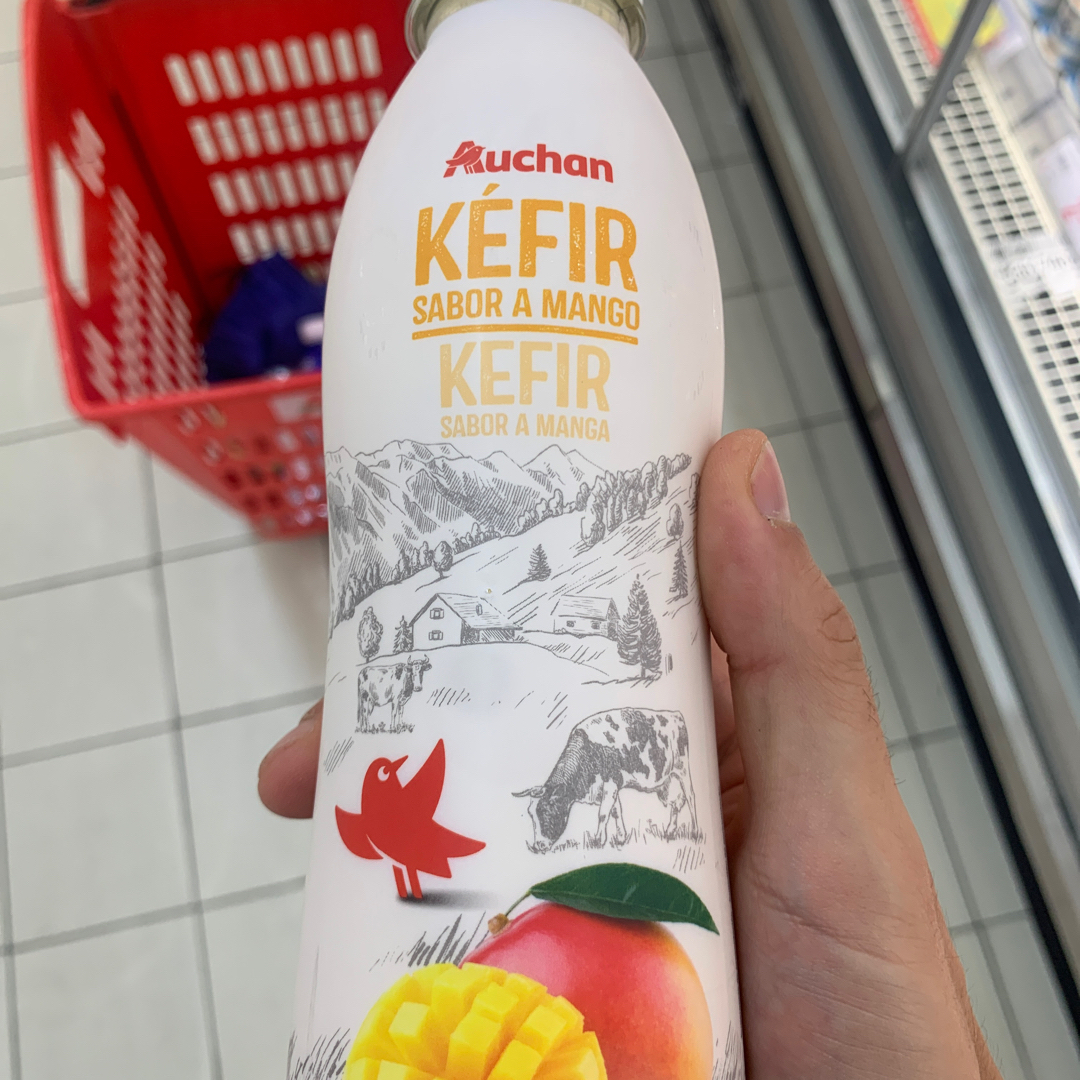 Auchan
KÉFIR
SABOR A MANGO
KEFIR
SABOR A MANGA